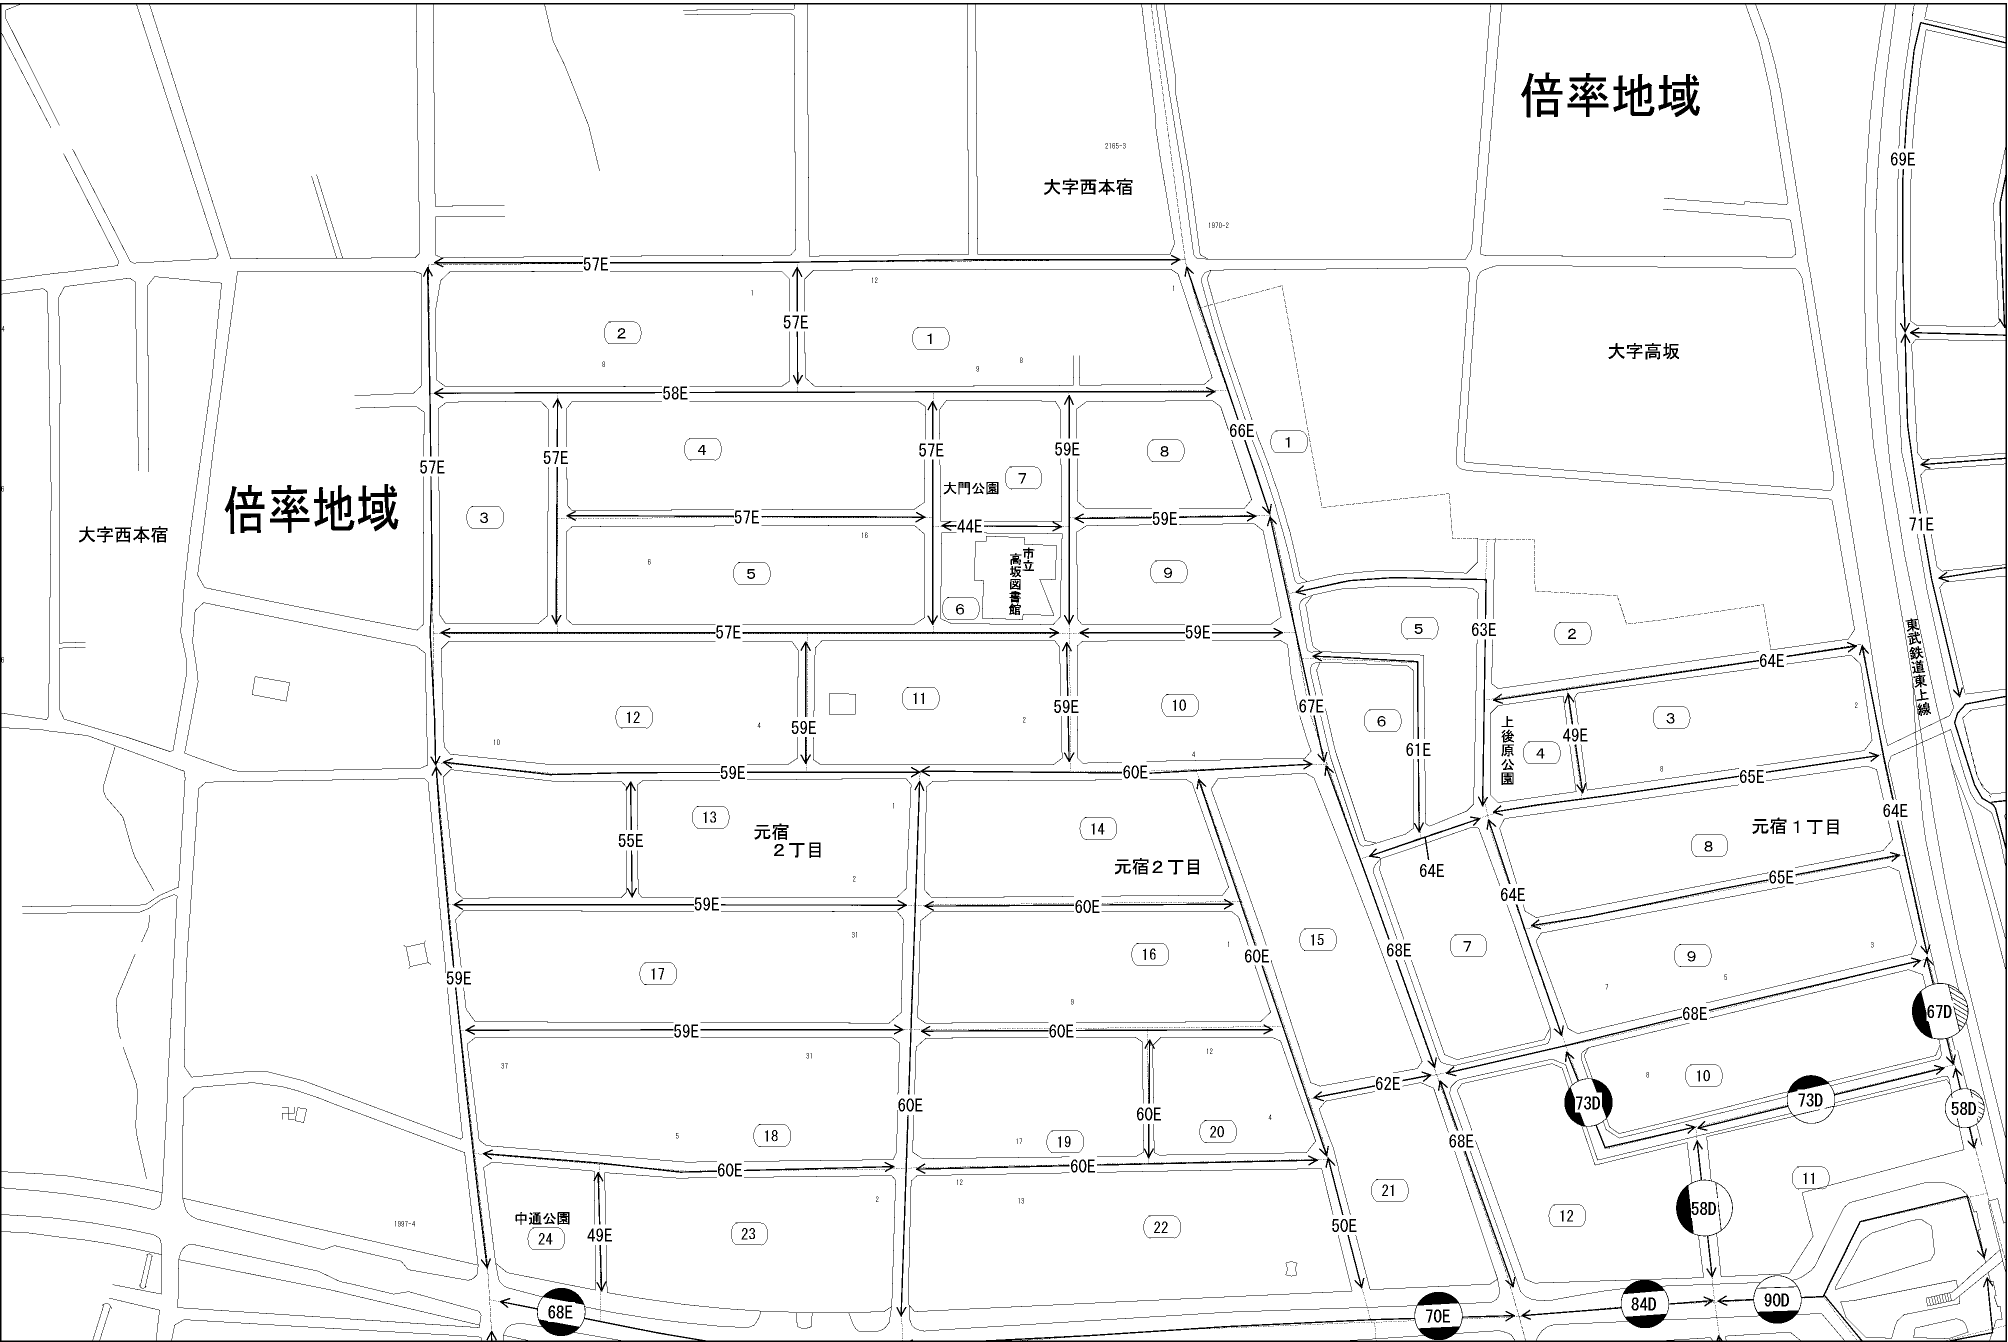 倍率地域
69E
2165-3
大字西本宿
1970-2
57E
57E
1
12
1
2
1
大字高坂
8
9
8
58E
57E
57E
4
57E
59E
8
66E
1
倍率地域
大字西本宿
3
大門公園
7
57E
44E
59E
71E
16
6
5
市立
高坂図書館
9
6
57E
59E
5
63E
2
64E
東武鉄道東上線
12
4
59E
11
2
59E
10
4
67E
6
61E
上後原公園
4
49E
3
2
8
10
59E
60E
65E
64E
13
1
55E
元宿
2丁目
2
14
元宿2丁目
64E
元宿1丁目
8
64E
65E
59E
60E
31
17
59E
16
1
9
60E
15
68E
7
9
3
5
7
67D
59E
60E
68E
37
31
12
62E
10
8
73D
73D
58D
60E
60E
4
5
18
17
19
20
68E
60E
60E
12
13
2
21
11
中通公園
24
49E
23
22
50E
12
58D
1997-4
68E
70E
84D
90D